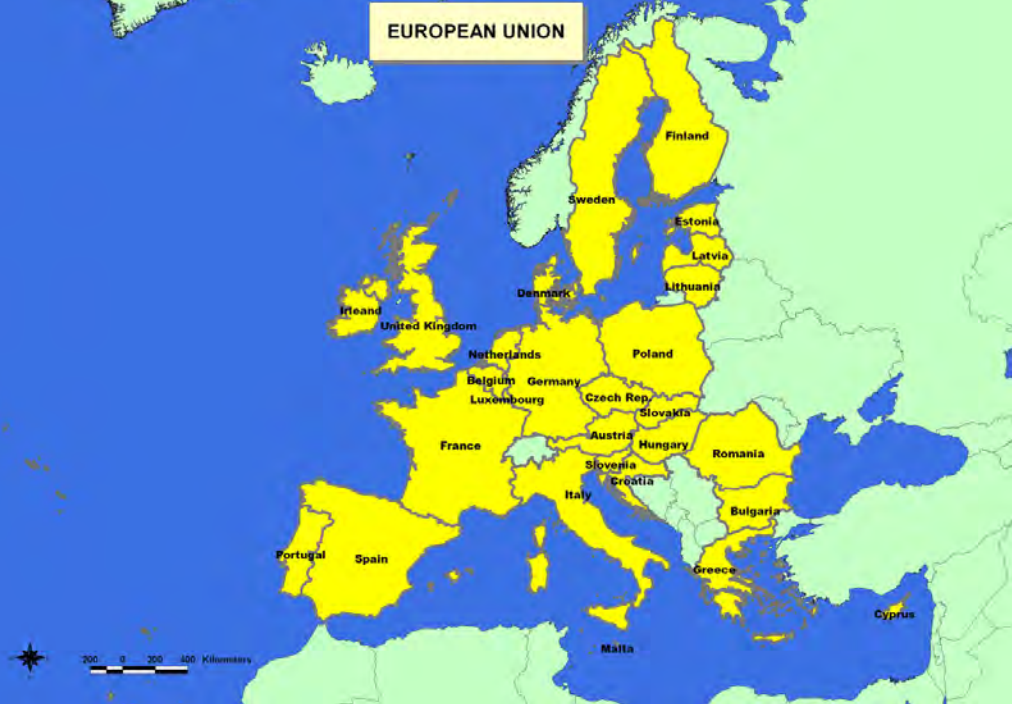 EUROPEAN UNION
Finland
Sweden
Estonia
Latvia
Lithuania
Denmark
Irleand
United Kingdom
Netherlands
Poland
Belgium
Germany
Luxembourg
Czech Rep.
Slovakia
Austria
Hungary
France
Romania
Slovenia
Croatia
Italy
Bulgaria
Portugal
Spain
Greece
Cyprus
Malta
200 0 200 400 Kilometers